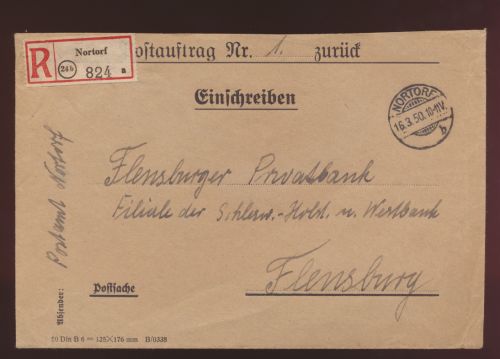 R Nortorf
24b 824 a
Postauftrag Nr. 1. zurück
Einschreiben
NORTORF
16.3.50.10-11V.
b
Flensburger Privatbank
Filiale der Schlesw.-Holst. u. Westbank
Flensburg
Postsache
Absender: Postamt Nortorf
Din B 6 = 125×176 mm B/0338